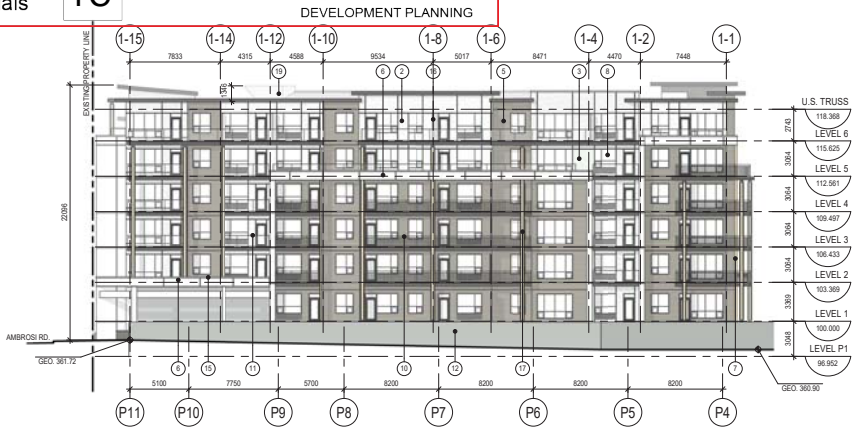 als
DEVELOPMENT PLANNING
1-15 1-14 1-12 1-10 1-8 1-6 1-4 1-2 1-1
7833 4315 4588 9534 5017 8471 4470 7448
EXISTING PROPERTY LINE
19 6 2 16 5 3 8
1346
U.S. TRUSS
118.368
2743
LEVEL 6
115.625
3064
LEVEL 5
112.561
3064
6
LEVEL 4
109.497
3064
22096
LEVEL 3
106.433
3064
LEVEL 2
103.369
3369
LEVEL 1
100.000
3048
LEVEL P1
96.952
AMBROSI RD.
GEO. 361.72
6 15 11 10 12 17 7
GEO. 360.90
5100 7750 5700 8200 8200 8200 8200
P11 P10 P9 P8 P7 P6 P5 P4